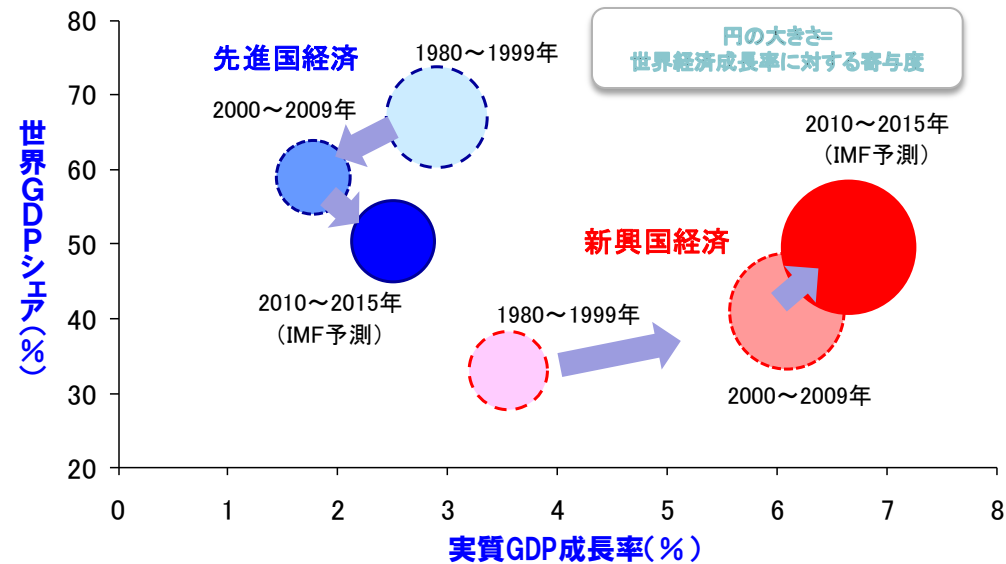 円の大きさ=
世界経済成長率に対する寄与度
先進国経済
1980～1999年
2000～2009年
2010～2015年
(IMF予測)
新興国経済
1980～1999年
2010～2015年
(IMF予測)
2000～2009年
世界GDPシェア(%)
80
70
60
50
40
30
20
0 1 2 3 4 5 6 7 8
実質GDP成長率(%)